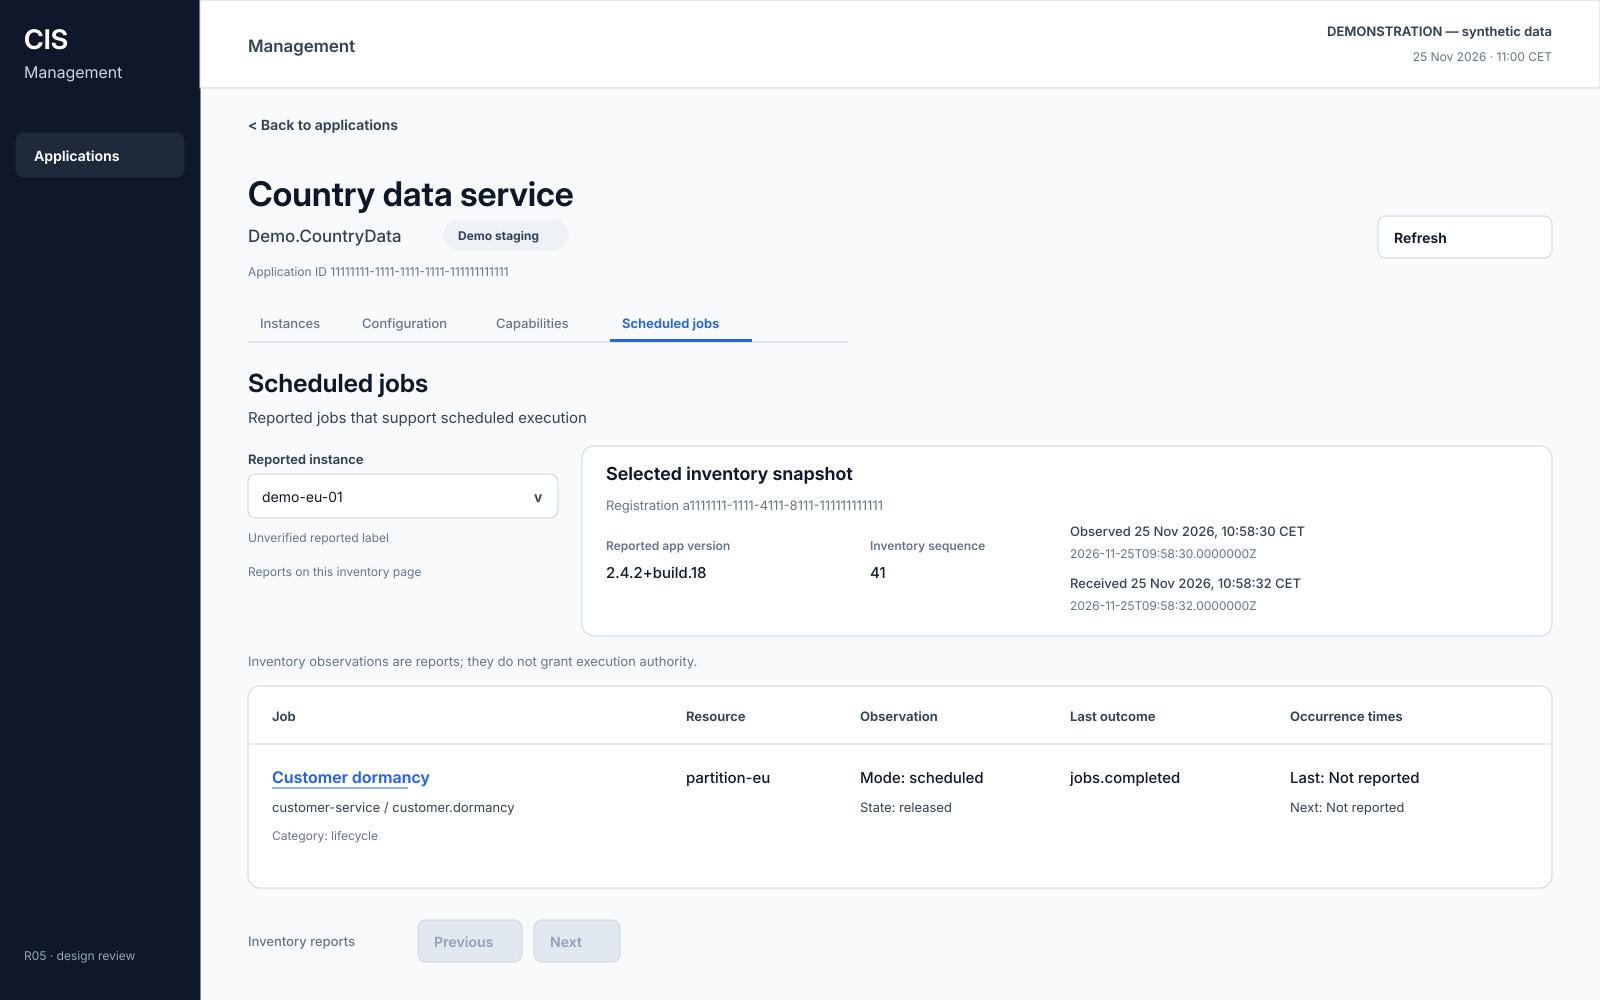 CIS
Management
Applications
R05 · design review
Management
DEMONSTRATION — synthetic data
25 Nov 2026 · 11:00 CET
< Back to applications
Country data service
Demo.CountryData
Demo staging
Application ID 11111111-1111-1111-1111-111111111111
Refresh
Instances
Configuration
Capabilities
Scheduled jobs
Scheduled jobs
Reported jobs that support scheduled execution
Reported instance
demo-eu-01
v
Unverified reported label
Reports on this inventory page
Selected inventory snapshot
Registration a1111111-1111-4111-8111-111111111111
Reported app version
2.4.2+build.18
Inventory sequence
41
Observed 25 Nov 2026, 10:58:30 CET
2026-11-25T09:58:30.0000000Z
Received 25 Nov 2026, 10:58:32 CET
2026-11-25T09:58:32.0000000Z
Inventory observations are reports; they do not grant execution authority.
Job
Resource
Observation
Last outcome
Occurrence times
Customer dormancy
customer-service / customer.dormancy
Category: lifecycle
partition-eu
Mode: scheduled
State: released
jobs.completed
Last: Not reported
Next: Not reported
Inventory reports
Previous
Next